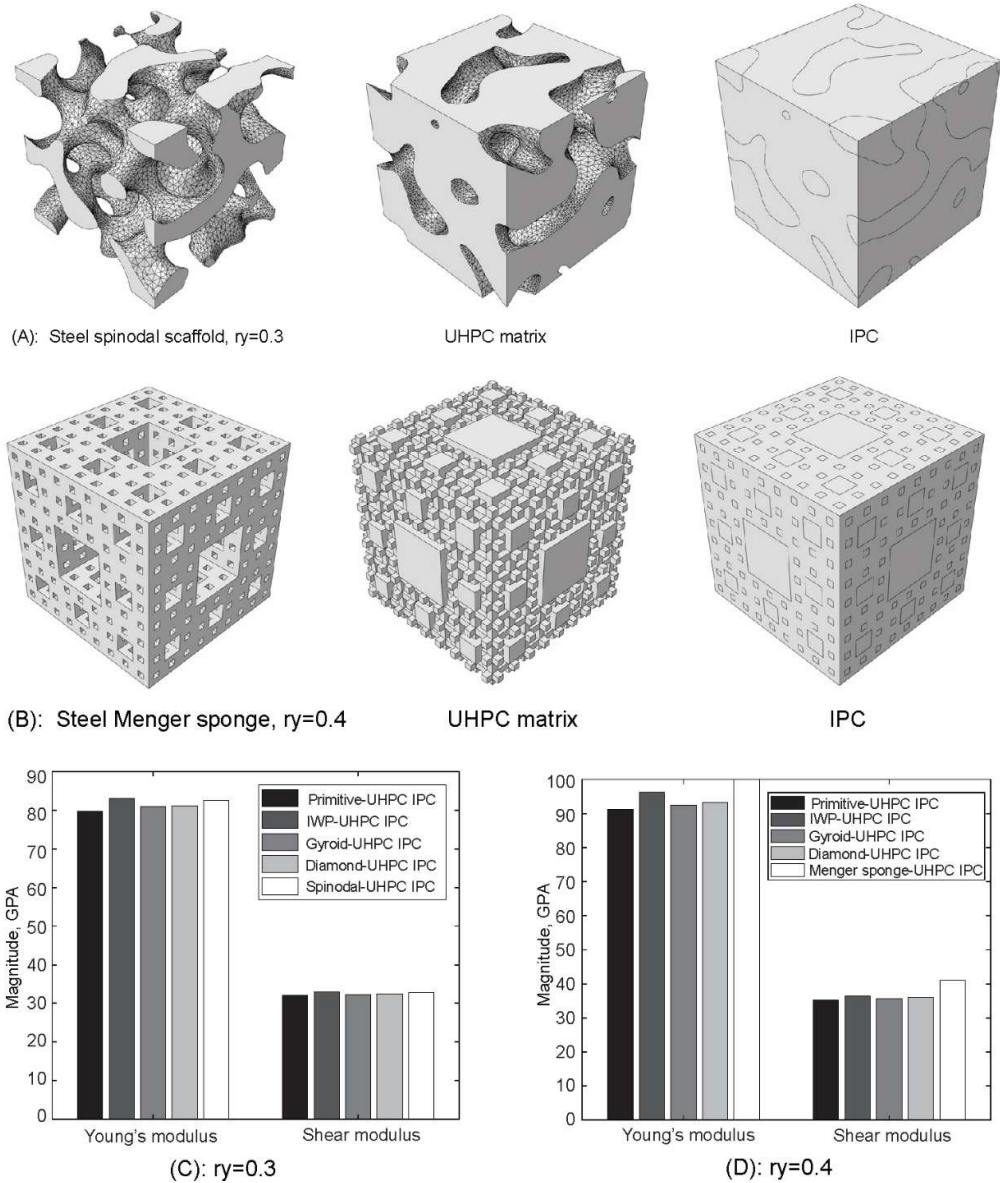 (A): Steel spinodal scaffold, ry=0.3
UHPC matrix
IPC
(B): Steel Menger sponge, ry=0.4
UHPC matrix
IPC
90
80
70
60
50
40
30
20
10
0
Magnitude, GPA
Primitive-UHPC IPC
IWP-UHPC IPC
Gyroid-UHPC IPC
Diamond-UHPC IPC
Spinodal-UHPC IPC
Young's modulus
Shear modulus
(C): ry=0.3
100
90
80
70
60
50
40
30
20
10
0
Magnitude, GPA
Primitive-UHPC IPC
IWP-UHPC IPC
Gyroid-UHPC IPC
Diamond-UHPC IPC
Menger sponge-UHPC IPC
Young's modulus
Shear modulus
(D): ry=0.4